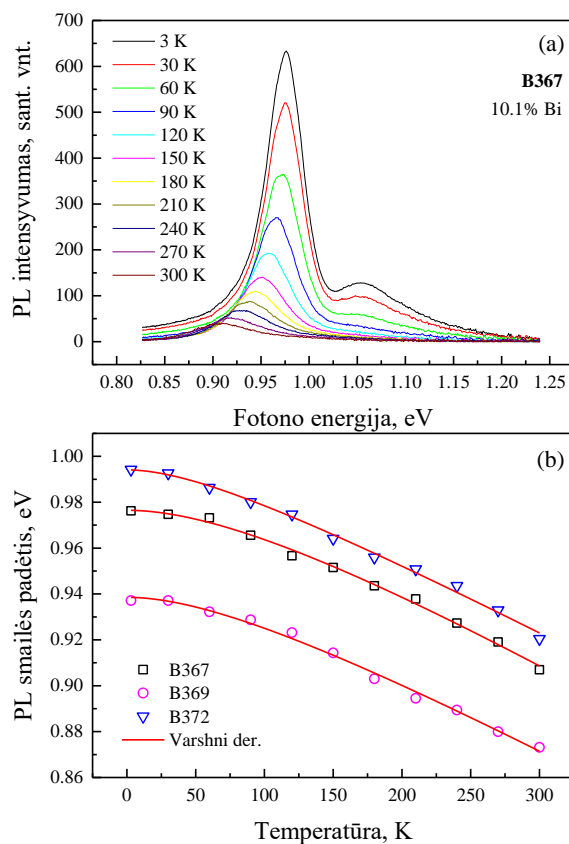 (a)
B367
10.1% Bi
3 K
30 K
60 K
90 K
120 K
150 K
180 K
210 K
240 K
270 K
300 K
700
600
500
400
300
200
100
0
PL intensyvumas, sant. vnt.
0.80 0.85 0.90 0.95 1.00 1.05 1.10 1.15 1.20 1.25
Fotono energija, eV
(b)
1.00
0.98
0.96
0.94
0.92
0.90
0.88
0.86
PL smailės padėtis, eV
B367
B369
B372
Varshni der.
0 50 100 150 200 250 300
Temperatūra, K